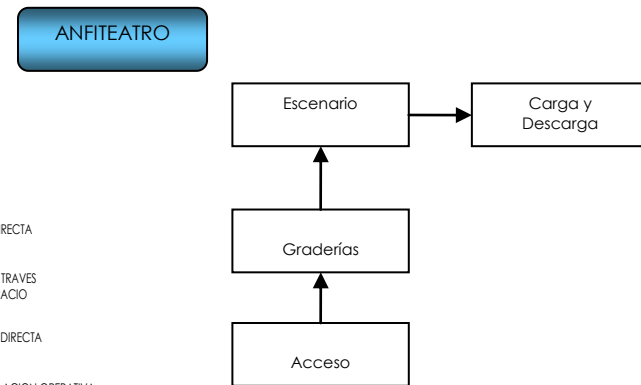 ANFITEATRO
Escenario
Carga y
Descarga
Graderías
Acceso
RECTA
TRAVES
ACIO
DIRECTA